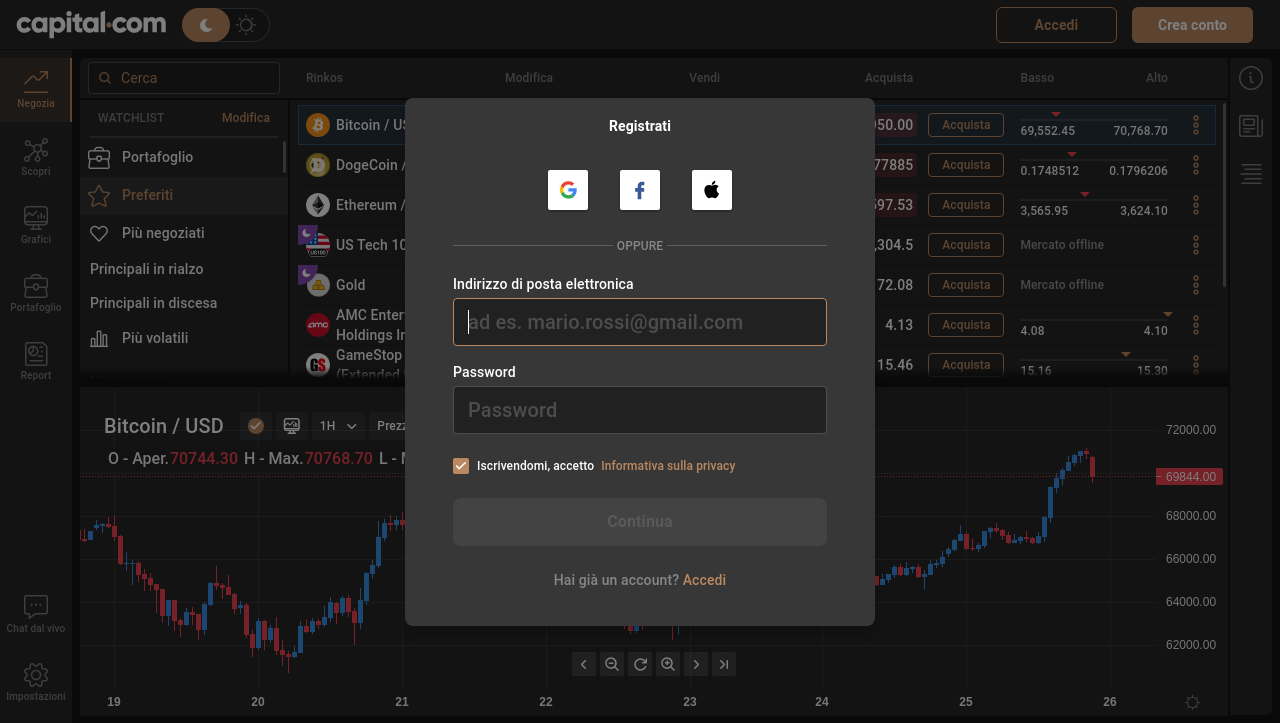 capital.com
Accedi
Crea conto
Negozia
Scopri
Grafici
Portafoglio
Report
Chat dal vivo
Impostazioni
Cerca
WATCHLIST
Modifica
Portafoglio
Preferiti
Più negoziati
Principali in rialzo
Principali in discesa
Più volatili
Rinkos Modifica Vendi Acquista Basso Alto
Bitcoin / 950.00 Acquista 69,552.45 70,768.70
DogeCoin / 77885 Acquista 0.1748512 0.1796206
Ethereum / 597.53 Acquista 3,565.95 3,624.10
US100
US Tech 10 ,304.5 Acquista Mercato offline
Gold 72.08 Acquista Mercato offline
amc
AMC Enter
Holdings In 4.13 Acquista 4.08 4.10
GS
GameStop
(Extended 15.46 Acquista 15.16 15.30
Registrati
OPPURE
Indirizzo di posta elettronica
ad es. mario.rossi@gmail.com
Password
Password
Iscrivendomi, accetto Informativa sulla privacy
Continua
Hai già un account? Accedi
Bitcoin / USD 1H
O - Aper.70744.30 H - Max.70768.70 L -
72000.00
69844.00
68000.00
66000.00
64000.00
62000.00
19 20 21 22 23 24 25 26